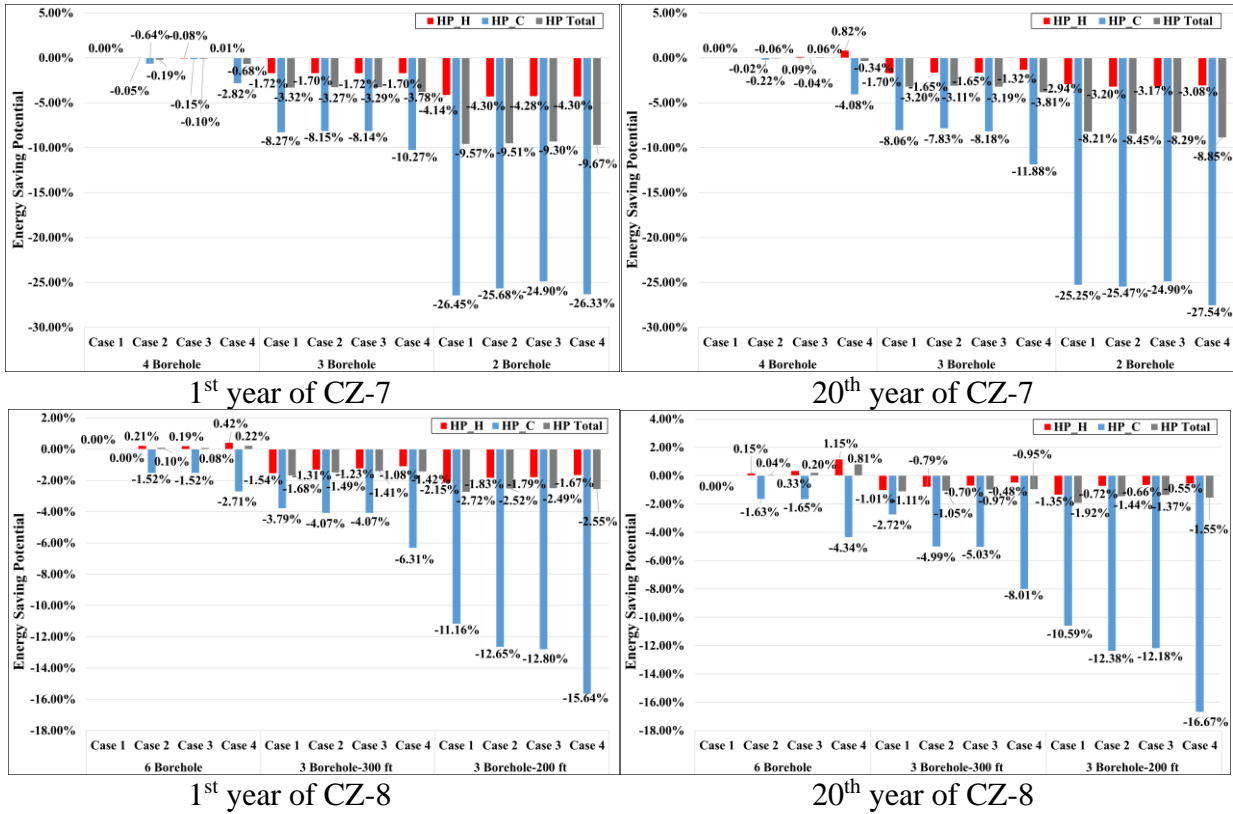 5.00%
0.00%
-5.00%
-10.00%
-15.00%
-20.00%
-25.00%
-30.00%
Energy Saving Potential
HP_H HP_C HP Total
0.00% -0.64% -0.08% 0.01%
-0.05% -0.19% -0.15% -0.10% -2.82% -0.68%
-1.72% -3.32% -1.70% -3.27% -1.72% -3.29% -1.70% -3.78%
-8.27% -8.15% -8.14% -10.27%
-4.14% -4.30% -4.28% -4.30%
-9.57% -9.51% -9.30% -9.67%
-26.45% -25.68% -24.90% -26.33%
Case 1 Case 2 Case 3 Case 4 Case 1 Case 2 Case 3 Case 4 Case 1 Case 2 Case 3 Case 4
4 Borehole 3 Borehole 2 Borehole
1st year of CZ-7
5.00%
0.00%
-5.00%
-10.00%
-15.00%
-20.00%
-25.00%
-30.00%
Energy Saving Potential
HP_H HP_C HP Total
0.00% -0.06% 0.06% 0.82%
-0.02% -0.22% 0.09% -0.04% -4.08% -0.34%
-1.70% -3.20% -1.65% -3.11% -1.65% -3.19% -1.32% -3.81%
-8.06% -7.83% -8.18% -11.88%
-2.94% -3.20% -3.17% -3.08%
-8.21% -8.45% -8.29% -8.85%
-25.25% -25.47% -24.90% -27.54%
Case 1 Case 2 Case 3 Case 4 Case 1 Case 2 Case 3 Case 4 Case 1 Case 2 Case 3 Case 4
4 Borehole 3 Borehole 2 Borehole
20th year of CZ-7
2.00%
0.00%
-2.00%
-4.00%
-6.00%
-8.00%
-10.00%
-12.00%
-14.00%
-16.00%
-18.00%
Energy Saving Potential
HP_H HP_C HP Total
0.00% 0.21% 0.19% 0.42% 0.22%
0.00% -1.52% 0.10% -1.52% 0.08% -2.71%
-1.54% -1.68% -1.31% -1.49% -1.23% -1.41% -1.08% -1.42%
-3.79% -4.07% -4.07% -6.31%
-2.15% -2.72% -1.83% -2.52% -1.79% -2.49% -1.67% -2.55%
-11.16% -12.65% -12.80% -15.64%
Case 1 Case 2 Case 3 Case 4 Case 1 Case 2 Case 3 Case 4 Case 1 Case 2 Case 3 Case 4
6 Borehole 3 Borehole-300 ft 3 Borehole-200 ft
1st year of CZ-8
4.00%
2.00%
0.00%
-2.00%
-4.00%
-6.00%
-8.00%
-10.00%
-12.00%
-14.00%
-16.00%
-18.00%
Energy Saving Potential
HP_H HP_C HP Total
0.00% 0.15% 0.04% 0.33% 0.20% 1.15% 0.81%
-1.63% -1.65% -4.34%
-1.01% -1.11% -0.79% -1.05% -0.70% -0.97% -0.48% -0.95%
-2.72% -4.99% -5.03% -8.01%
-1.35% -1.92% -0.72% -1.44% -0.66% -1.37% -0.55% -1.55%
-10.59% -12.38% -12.18% -16.67%
Case 1 Case 2 Case 3 Case 4 Case 1 Case 2 Case 3 Case 4 Case 1 Case 2 Case 3 Case 4
6 Borehole 3 Borehole-300 ft 3 Borehole-200 ft
20th year of CZ-8